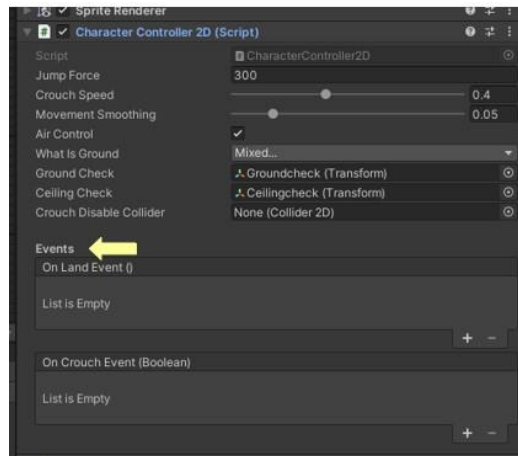 Sprite Renderer
Character Controller 2D (Script)
Script CharacterController2D
Jump Force 300
Crouch Speed 0.4
Movement Smoothing 0.05
Air Control
What Is Ground Mixed...
Ground Check Groundcheck (Transform)
Ceiling Check Ceilingcheck (Transform)
Crouch Disable Collider None (Collider 2D)
Events
On Land Event ()
List is Empty
+ -
On Crouch Event (Boolean)
List is Empty
+ -